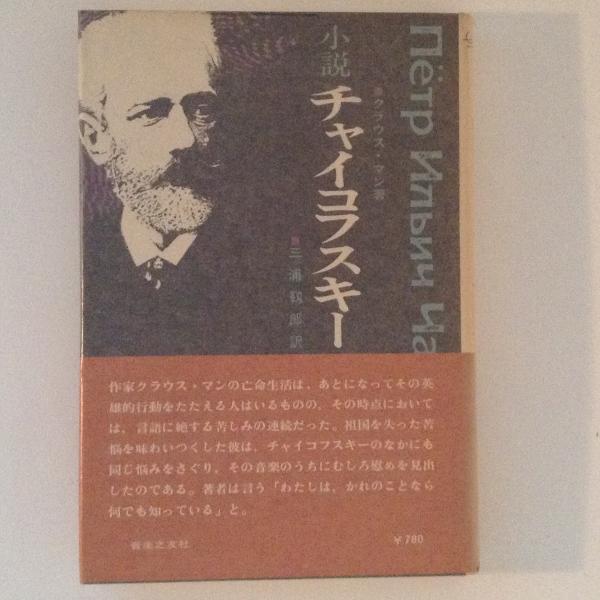 Пётр Ильич Ча
小説
チャイコフスキー
クラウス・マン著
三浦靱郎訳
作家クラウス・マンの亡命生活は、あとになってその英
雄的行動をたたえる人はいるものの、その時点において
は、言語に絶する苦しみの連続だった。祖国を失った苦
悩を味わいつくした彼は、チャイコフスキーのなかにも
同じ悩みをさぐり、その音楽のうちにむしろ慰めを見出
したのである。著者は言う「わたしは、かれのことなら
何でも知っている」と。
音楽之友社
￥780